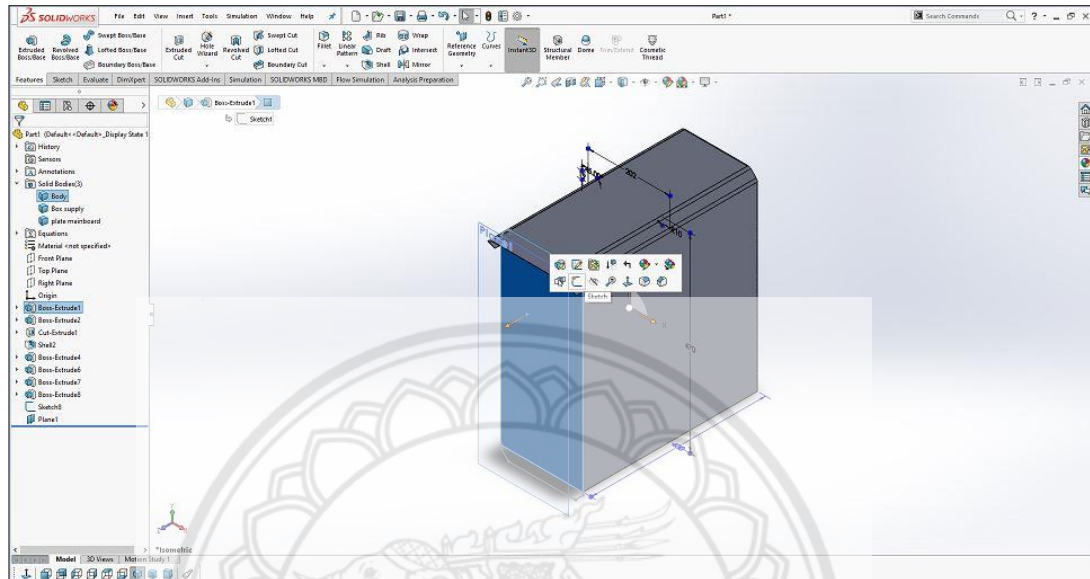 SOLIDWORKS File Edit View Insert Tools Simulation Window Help Part1 * Search Commands
Extruded Boss/Base Revolved Boss/Base Swept Boss/Base Lofted Boss/Base Boundary Boss/Base Extruded Cut Hole Wizard Revolved Cut Swept Cut Lofted Cut Boundary Cut Fillet Linear Pattern Rib Draft Shell Wrap Intersect Mirror Reference Geometry Curves Instant3D Structural Member Dome Trim/Extend Cosmetic Thread
Features Sketch Evaluate DimXpert SOLIDWORKS Add-Ins Simulation SOLIDWORKS MBD Flow Simulation Analysis Preparation
Boss-Extrude1
Sketch1
Part1 (Default<<Default>_Display State 1
History
Sensors
Annotations
Solid Bodies(3)
Body
Box supply
plate mainboard
Equations
Material <not specified>
Front Plane
Top Plane
Right Plane
Origin
Boss-Extrude1
Boss-Extrude2
Cut-Extrude1
Shell2
Boss-Extrude4
Boss-Extrude6
Boss-Extrude7
Boss-Extrude8
Sketch8
Plane1
Sketch
*Isometric
Model 3D Views Motion Study 1